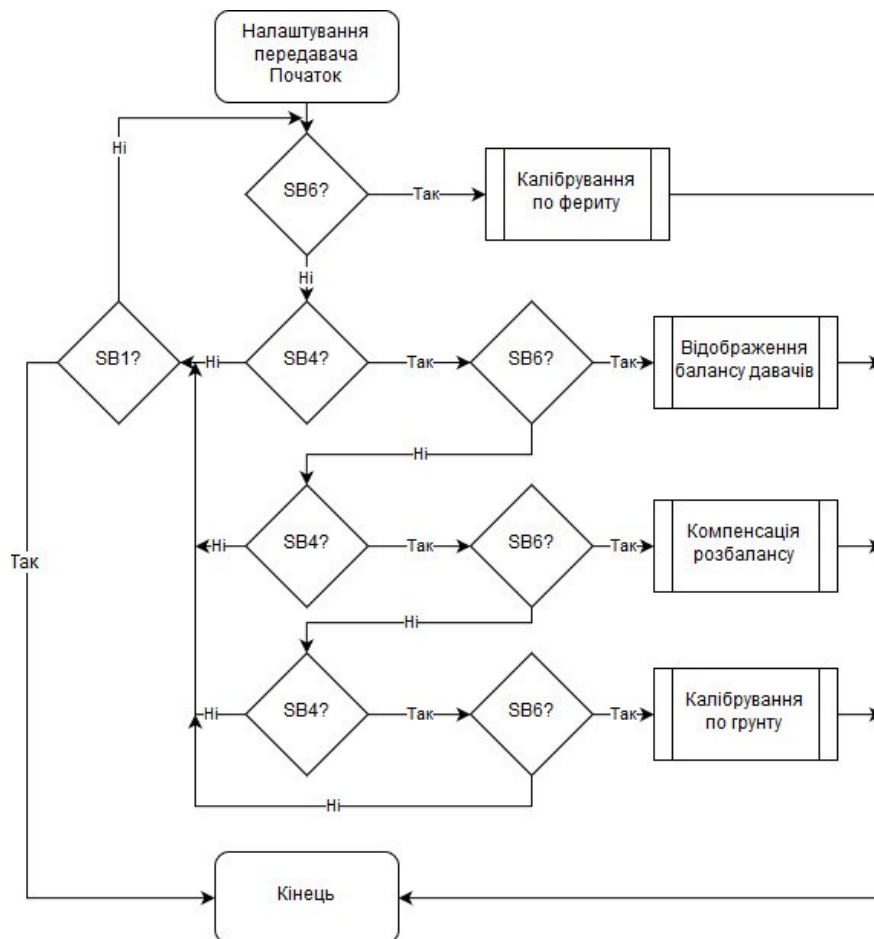 Налаштування
передавача
Початок
Ні
SB6?
Так
Калібрування
по фериту
Ні
SB1?
Ні
SB4?
Так
SB6?
Так
Відображення
балансу давачів
Ні
SB4?
Так
SB6?
Так
Компенсація
розбалансу
Ні
Так
Ні
SB4?
Так
SB6?
Так
Калібрування
по грунту
Ні
Ні
Кінець